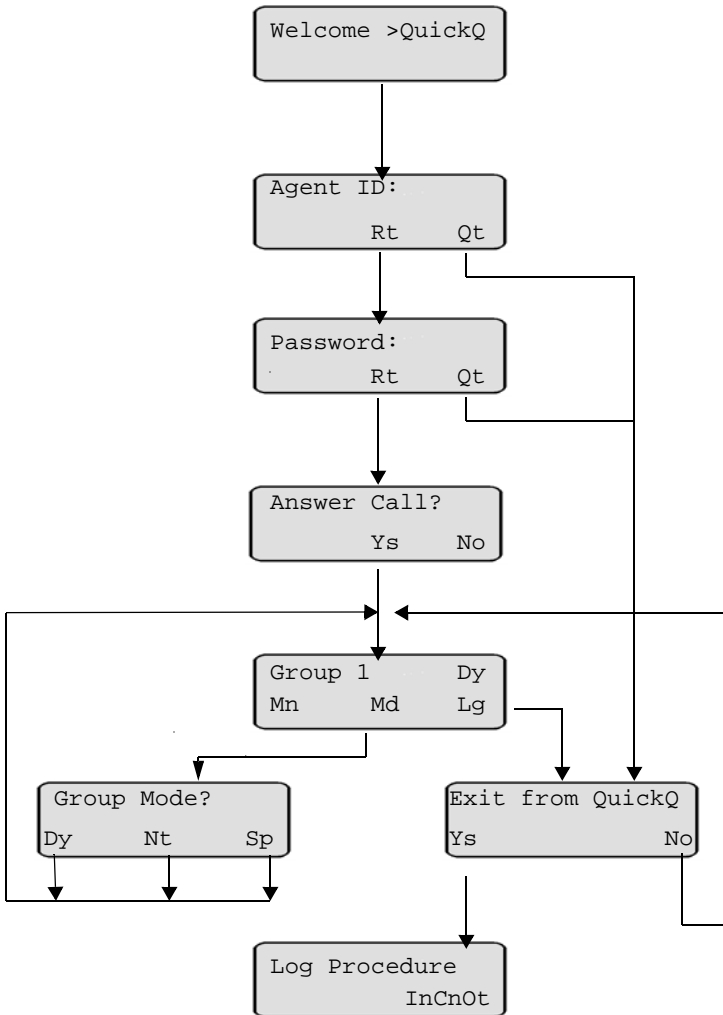 Welcome >QuickQ
Agent ID:
Rt Qt
Password:
Rt Qt
Answer Call?
Ys No
Group 1 Dy
Mn Md Lg
Group Mode?
Dy Nt Sp
Exit from QuickQ
Ys No
Log Procedure
InCnOt